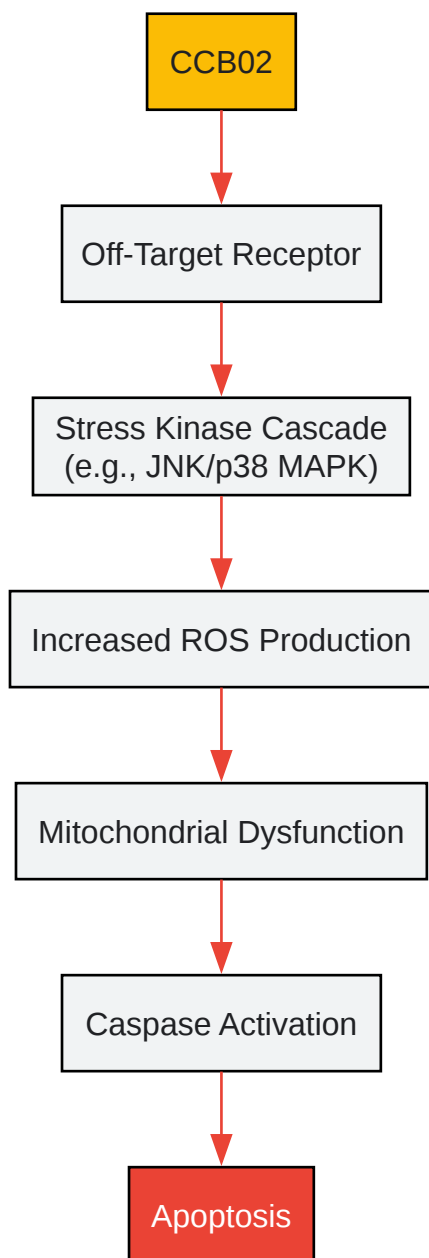 CCB02
Off-Target Receptor
Stress Kinase Cascade
(e.g., JNK/p38 MAPK)
Increased ROS Production
Mitochondrial Dysfunction
Caspase Activation
Apoptosis